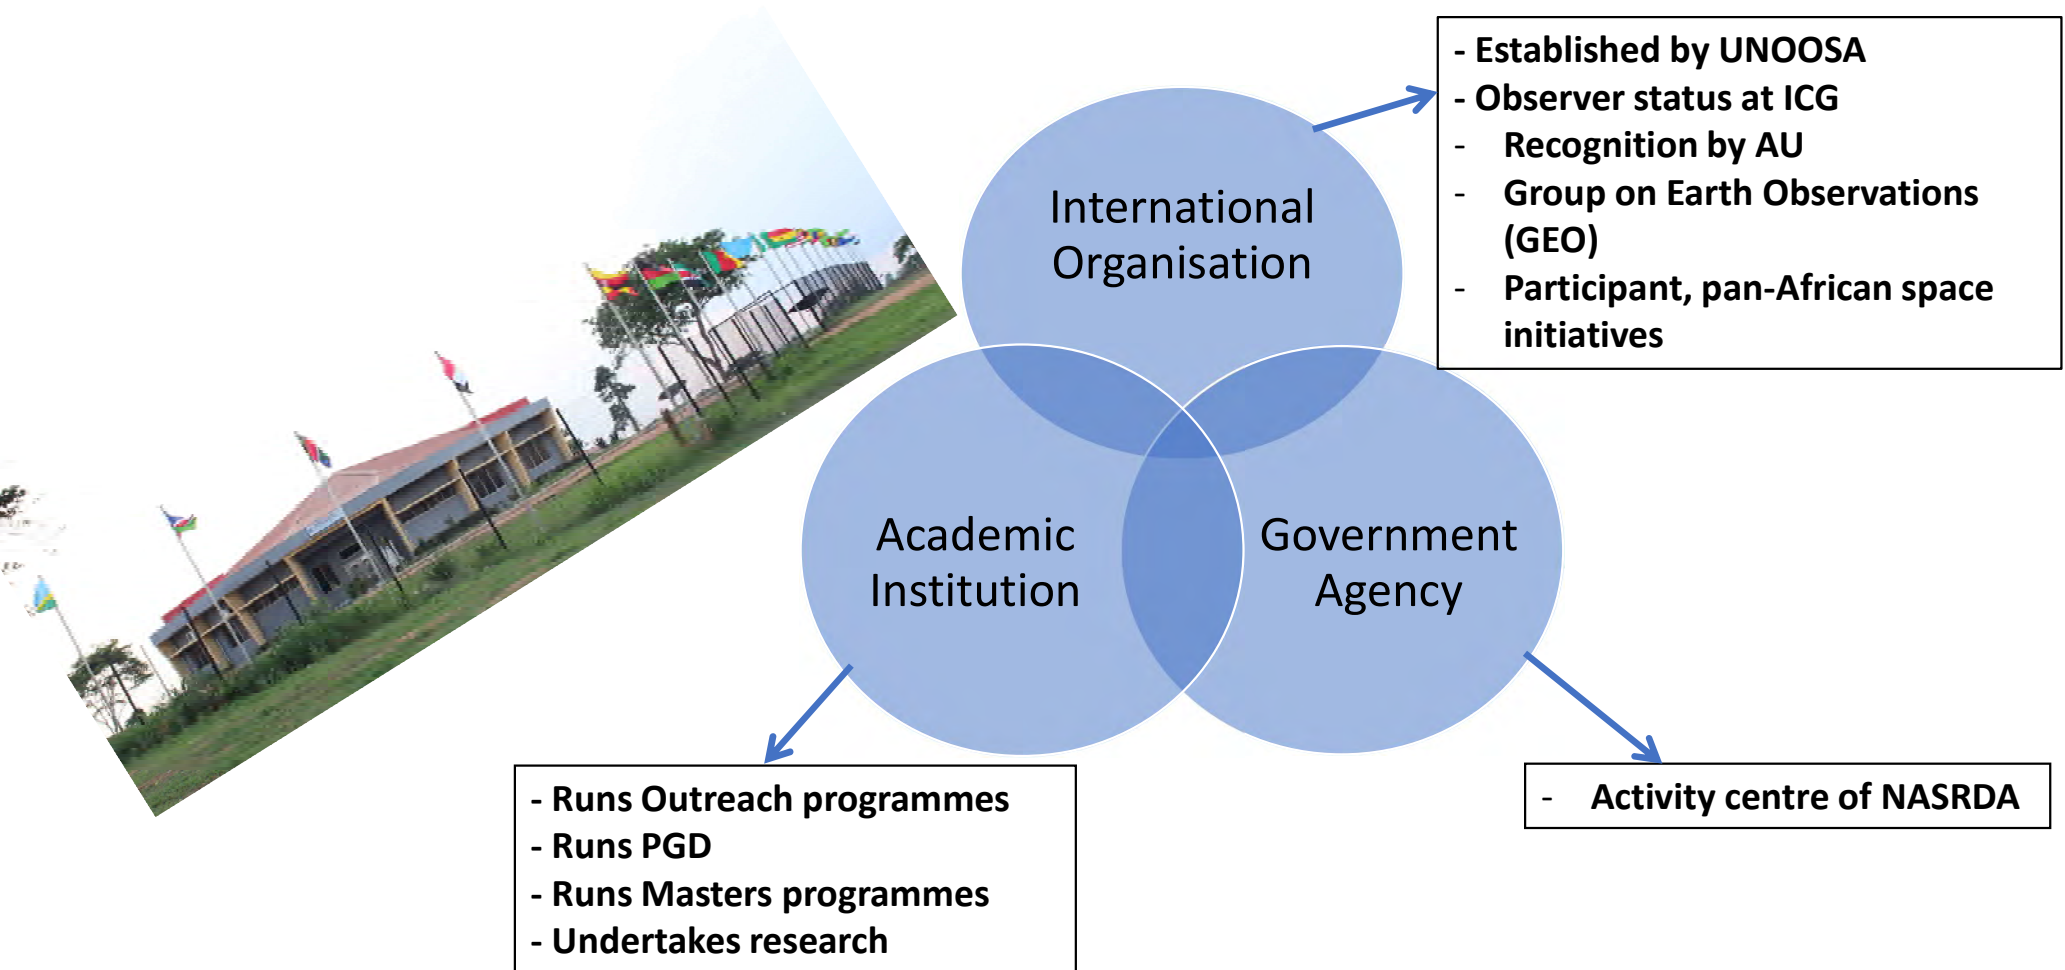 - Established by UNOOSA
- Observer status at ICG
- Recognition by AU
- Group on Earth Observations
(GEO)
- Participant, pan-African space
initiatives
International
Organisation
Academic
Institution
Government
Agency
- Runs Outreach programmes
- Runs PGD
- Runs Masters programmes
- Undertakes research
- Activity centre of NASRDA